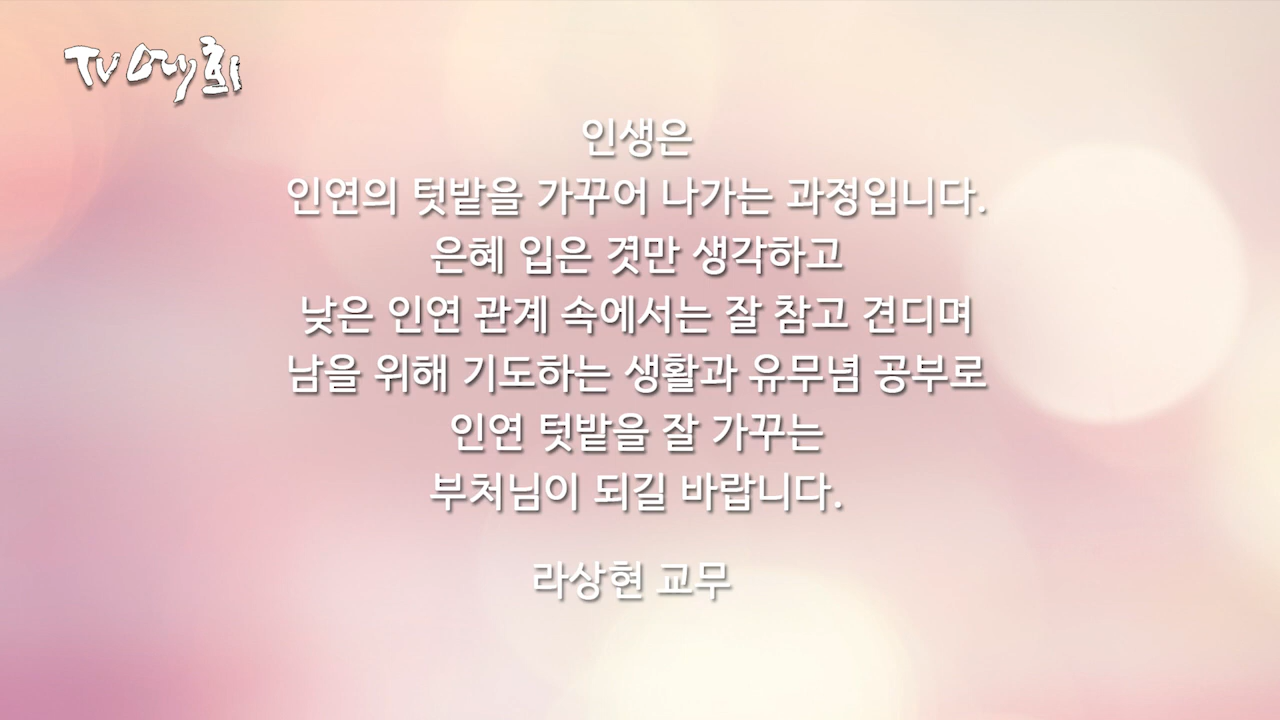 TV 예회
인생은
인연의 텃밭을 가꾸어 나가는 과정입니다.
은혜 입은 것만 생각하고
낮은 인연 관계 속에서는 잘 참고 견디며
남을 위해 기도하는 생활과 유무념 공부로
인연 텃밭을 잘 가꾸는
부처님이 되길 바랍니다.
라상현 교무